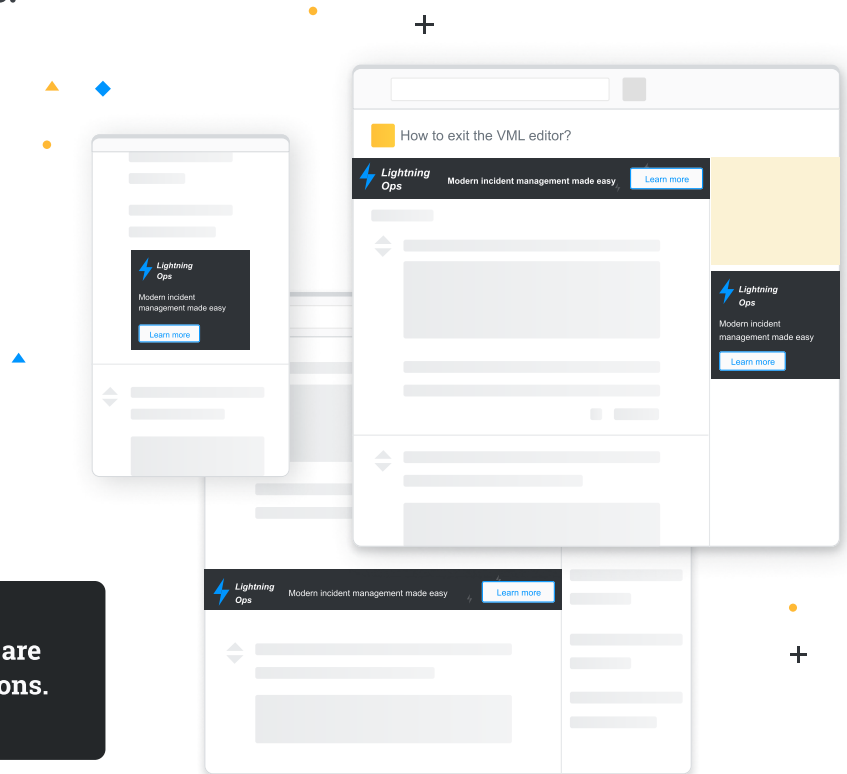 How to exit the VML editor?
Lightning
Ops
Modern incident management made easy
Learn more
Lightning
Ops
Modern incident
management made easy
Learn more
Lightning
Ops
Modern incident
management made easy
Learn more
Lightning
Ops
Modern incident management made easy
Learn more
are
ons.